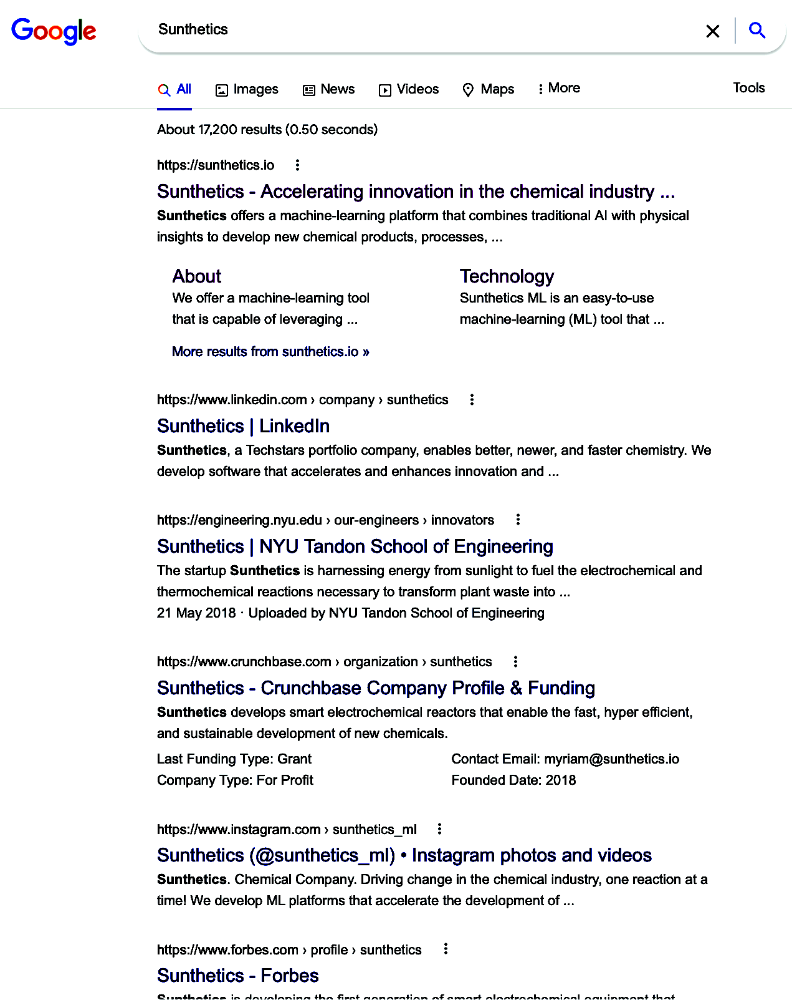 Google
Sunthetics
All Images News Videos Maps More Tools
About 17,200 results (0.50 seconds)
https://sunthetics.io
Sunthetics - Accelerating innovation in the chemical industry ...
Sunthetics offers a machine-learning platform that combines traditional AI with physical
insights to develop new chemical products, processes, ...
About
We offer a machine-learning tool
that is capable of leveraging ...
Technology
Sunthetics ML is an easy-to-use
machine-learning (ML) tool that ...
More results from sunthetics.io »
https://www.linkedin.com › company › sunthetics
Sunthetics | LinkedIn
Sunthetics, a Techstars portfolio company, enables better, newer, and faster chemistry. We
develop software that accelerates and enhances innovation and ...
https://engineering.nyu.edu › our-engineers › innovators
Sunthetics | NYU Tandon School of Engineering
The startup Sunthetics is harnessing energy from sunlight to fuel the electrochemical and
thermochemical reactions necessary to transform plant waste into ...
21 May 2018 · Uploaded by NYU Tandon School of Engineering
https://www.crunchbase.com › organization › sunthetics
Sunthetics - Crunchbase Company Profile & Funding
Sunthetics develops smart electrochemical reactors that enable the fast, hyper efficient,
and sustainable development of new chemicals.
Last Funding Type: Grant
Contact Email: myriam@sunthetics.io
Company Type: For Profit
Founded Date: 2018
https://www.instagram.com › sunthetics_ml
Sunthetics (@sunthetics_ml) • Instagram photos and videos
Sunthetics. Chemical Company. Driving change in the chemical industry, one reaction at a
time! We develop ML platforms that accelerate the development of ...
https://www.forbes.com › profile › sunthetics
Sunthetics - Forbes
Sunthetics is developing the first generation of smart electrochemical equipment that